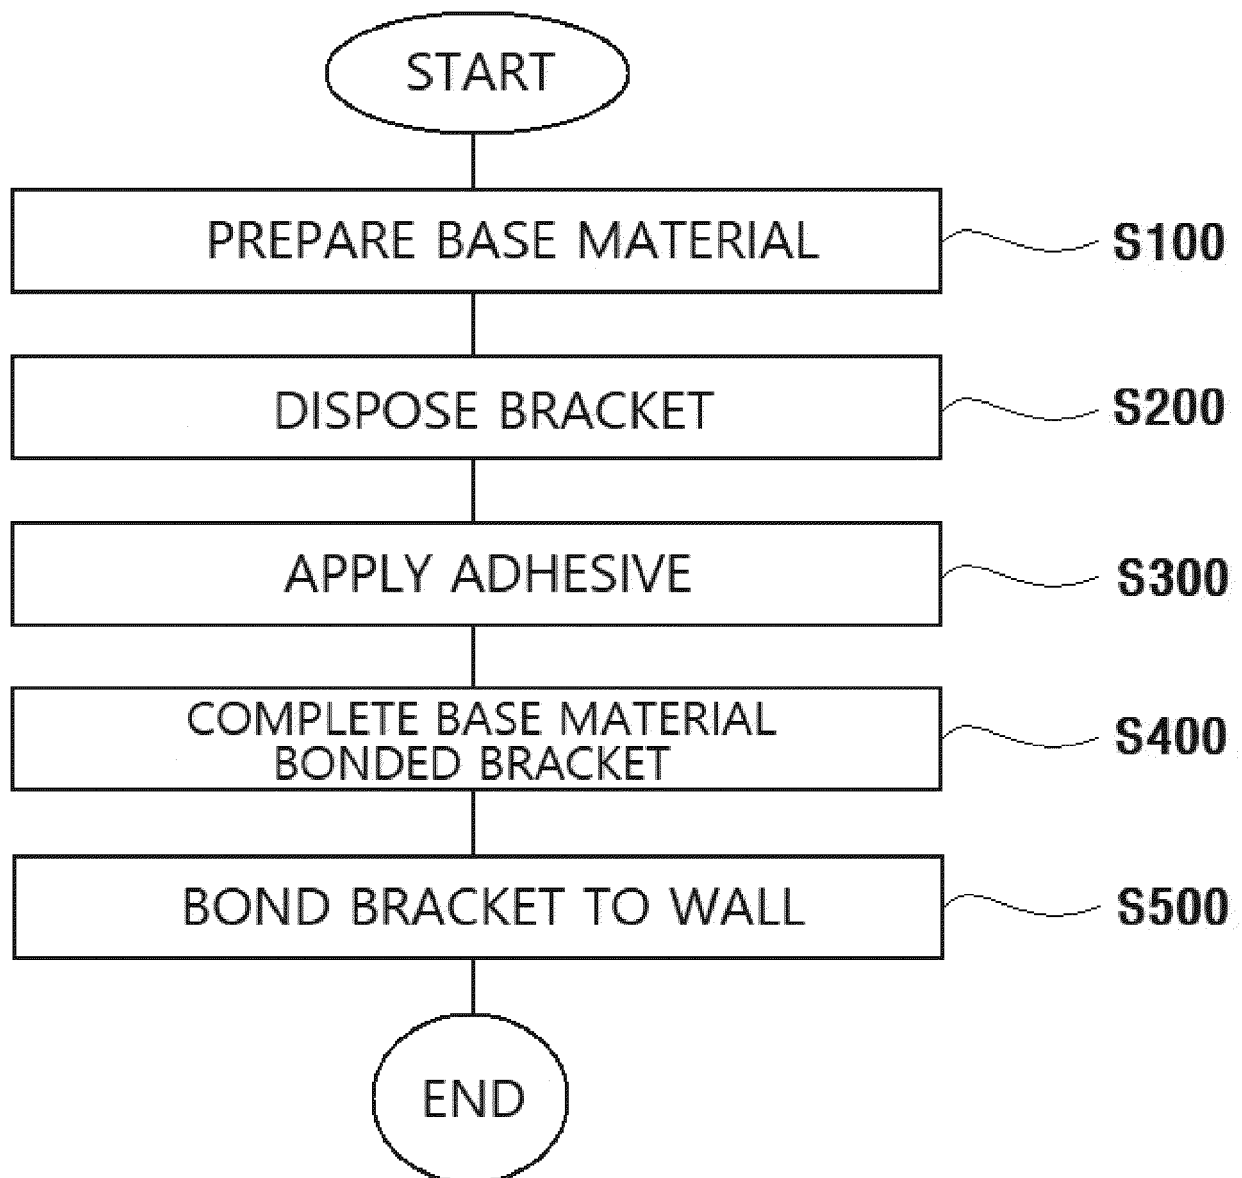 START
PREPARE BASE MATERIAL
S100
DISPOSE BRACKET
S200
APPLY ADHESIVE
S300
COMPLETE BASE MATERIAL
BONDED BRACKET
S400
BOND BRACKET TO WALL
S500
END